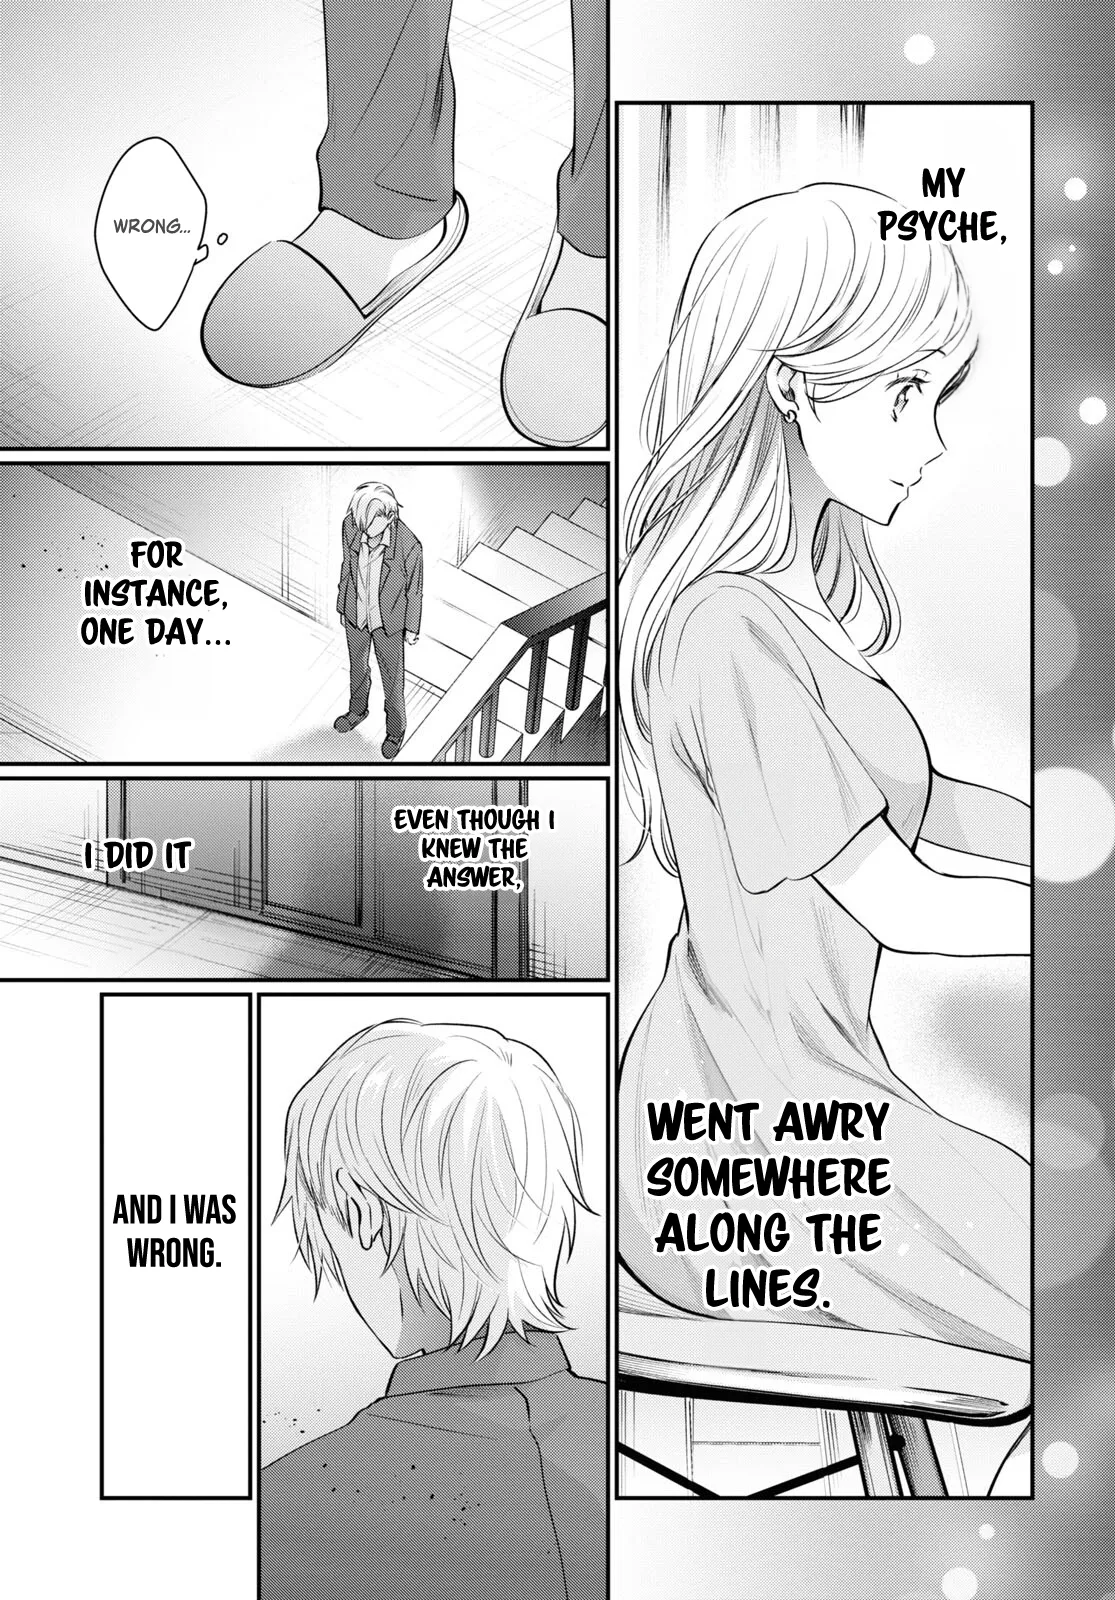 MY
PSYCHE,
WENT AWRY
SOMEWHERE
ALONG THE
LINES.
WRONG...
FOR
INSTANCE,
ONE DAY...
EVEN THOUGH I
KNEW THE
ANSWER,
I DID IT
AND I WAS
WRONG.